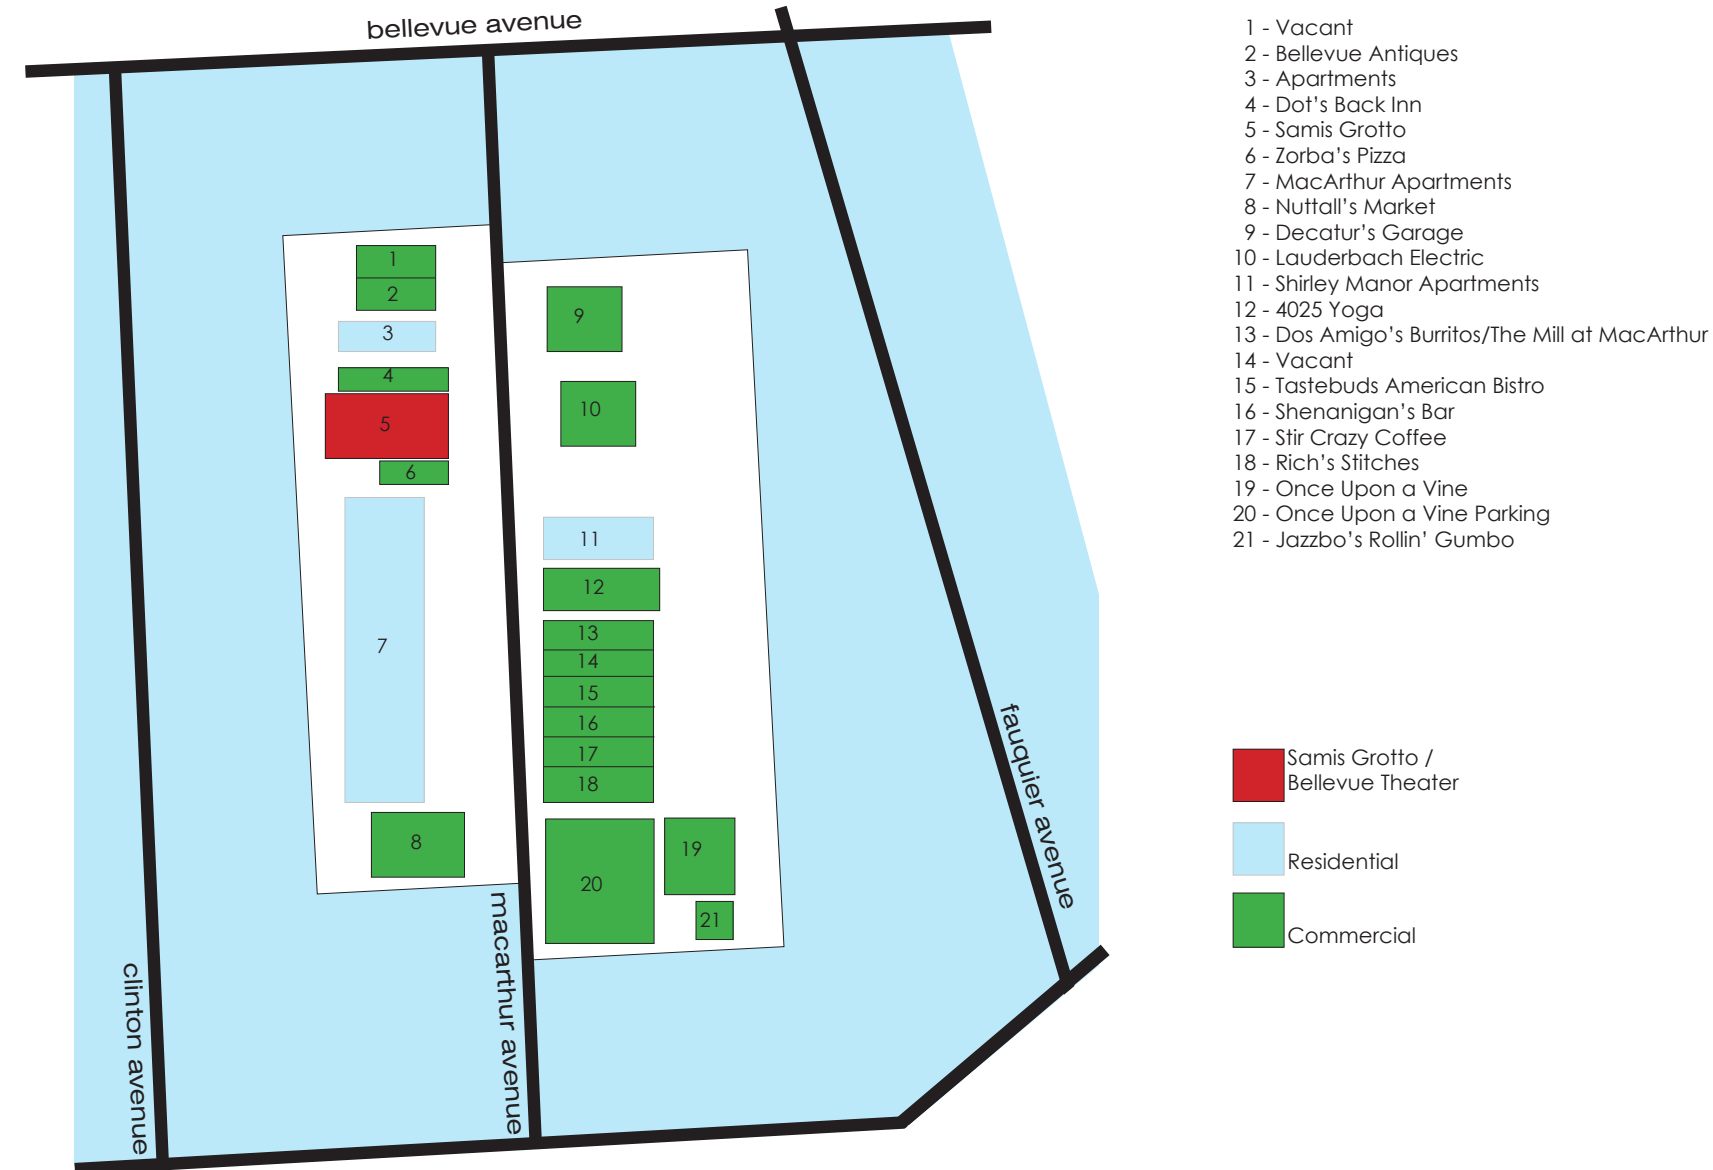 bellevue avenue
1 - Vacant
2 - Bellevue Antiques
3 - Apartments
4 - Dot's Back Inn
5 - Samis Grotto
6 - Zorba's Pizza
7 - MacArthur Apartments
8 - Nuttall's Market
9 - Decatur's Garage
10 - Lauderbach Electric
11 - Shirley Manor Apartments
12 - 4025 Yoga
13 - Dos Amigo's Burritos/The Mill at MacArthur
14 - Vacant
15 - Tastebuds American Bistro
16 - Shenanigan's Bar
17 - Stir Crazy Coffee
18 - Rich's Stitches
19 - Once Upon a Vine
20 - Once Upon a Vine Parking
21 - Jazzbo's Rollin' Gumbo
1
2
3
4
5
6
7
8
9
10
11
12
13
14
15
16
17
18
19
20
21
clinton avenue
macarthur avenue
fauquier avenue
Samis Grotto /
Bellevue Theater
Residential
Commercial